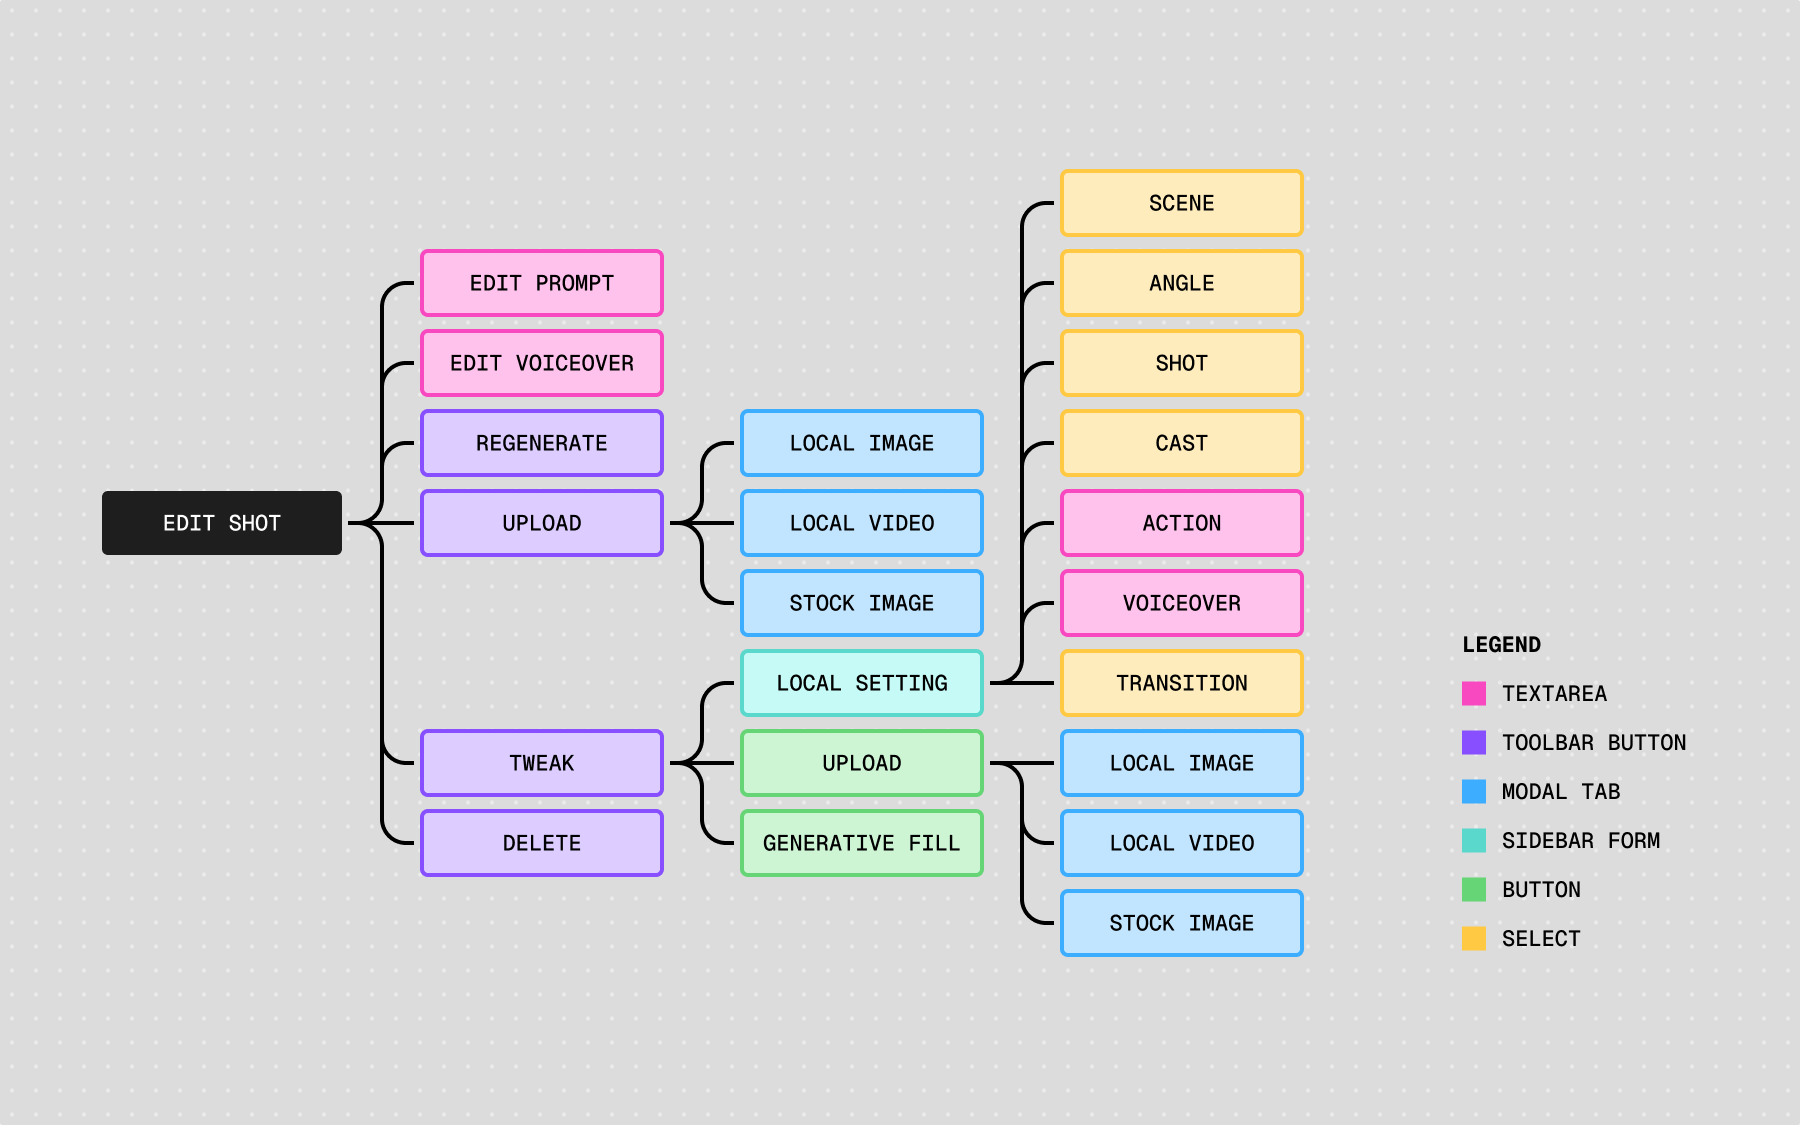 EDIT SHOT
EDIT PROMPT
EDIT VOICEOVER
REGENERATE
UPLOAD
TWEAK
DELETE
LOCAL IMAGE
LOCAL VIDEO
STOCK IMAGE
LOCAL SETTING
UPLOAD
GENERATIVE FILL
SCENE
ANGLE
SHOT
CAST
ACTION
VOICEOVER
TRANSITION
LOCAL IMAGE
LOCAL VIDEO
STOCK IMAGE
LEGEND
TEXTAREA
TOOLBAR BUTTON
MODAL TAB
SIDEBAR FORM
BUTTON
SELECT